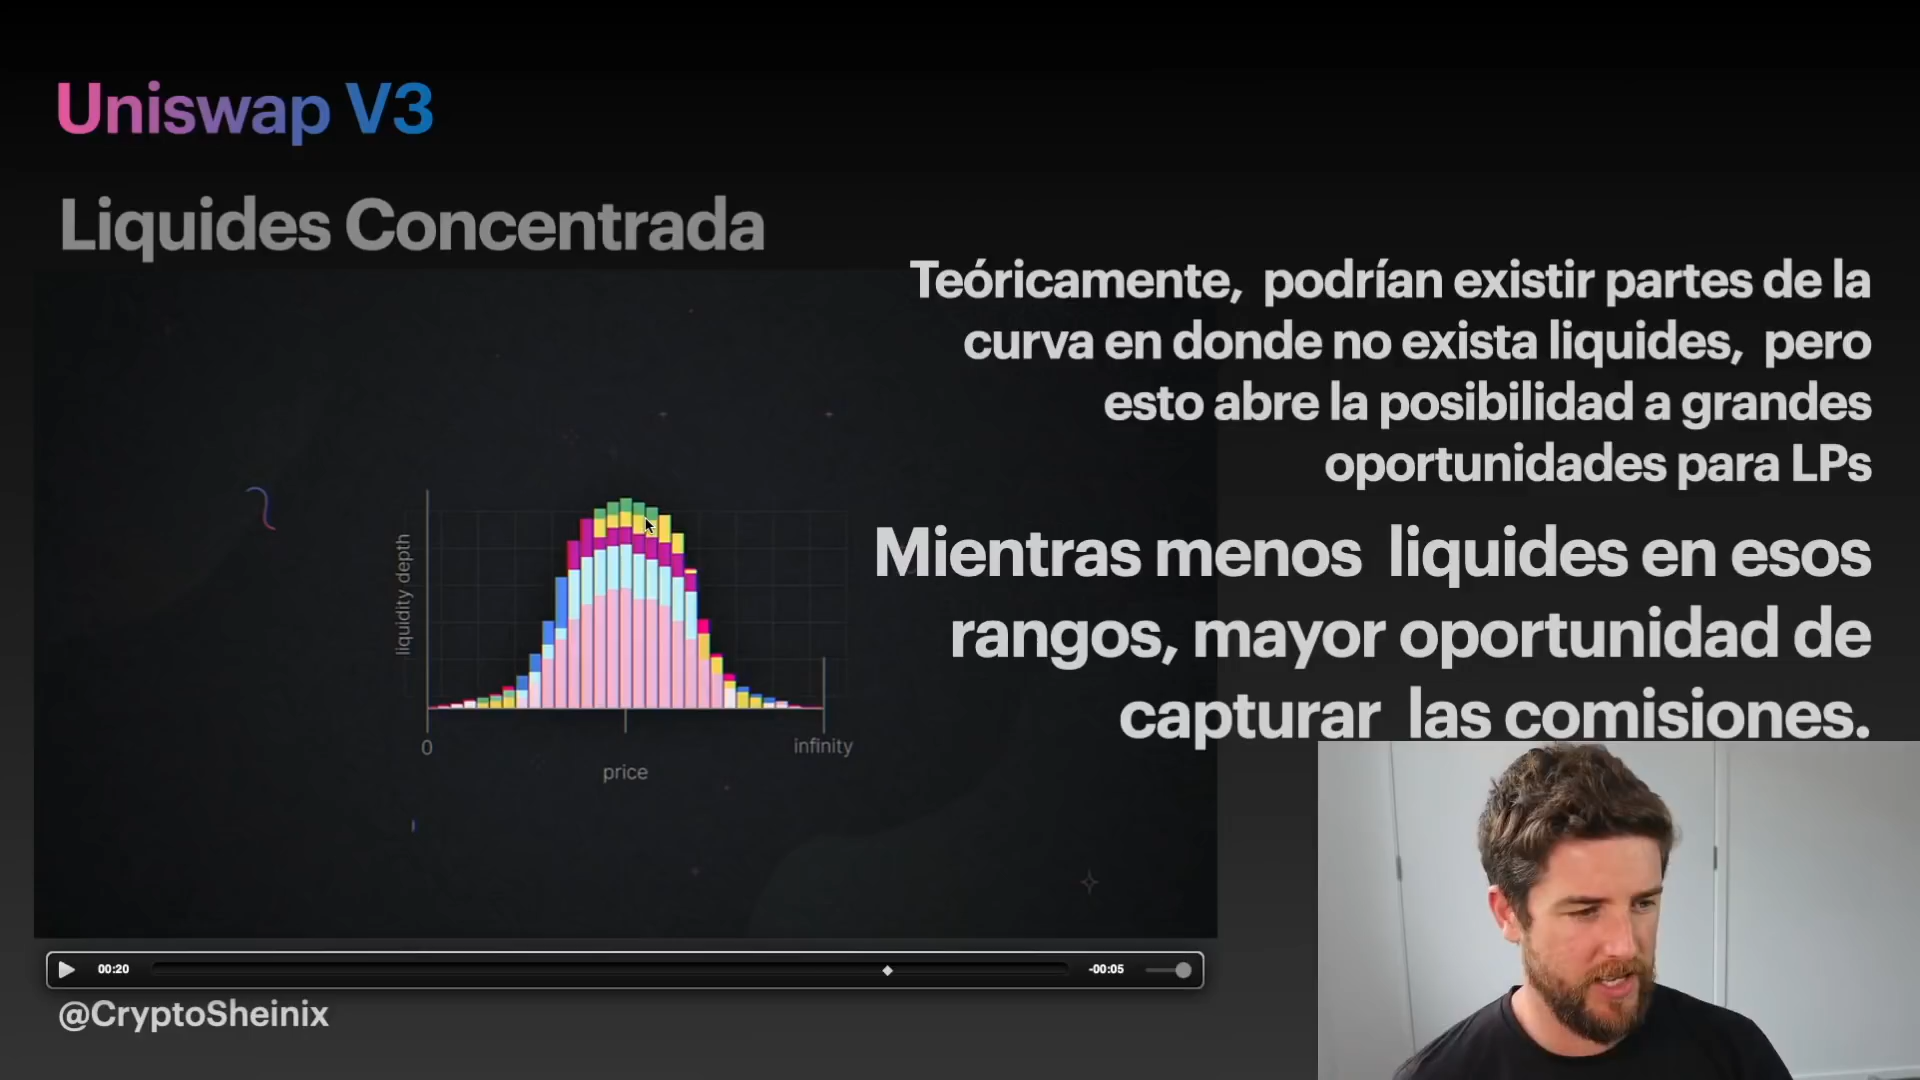 Uniswap V3
Liquides Concentrada
Teóricamente, podrían existir partes de la
curva en donde no exista liquides, pero
esto abre la posibilidad a grandes
oportunidades para LPs
Mientras menos liquides en esos
rangos, mayor oportunidad de
capturar las comisiones.
liquidity depth
0
infinity
price
00:20
-00:05
@CryptoSheinix